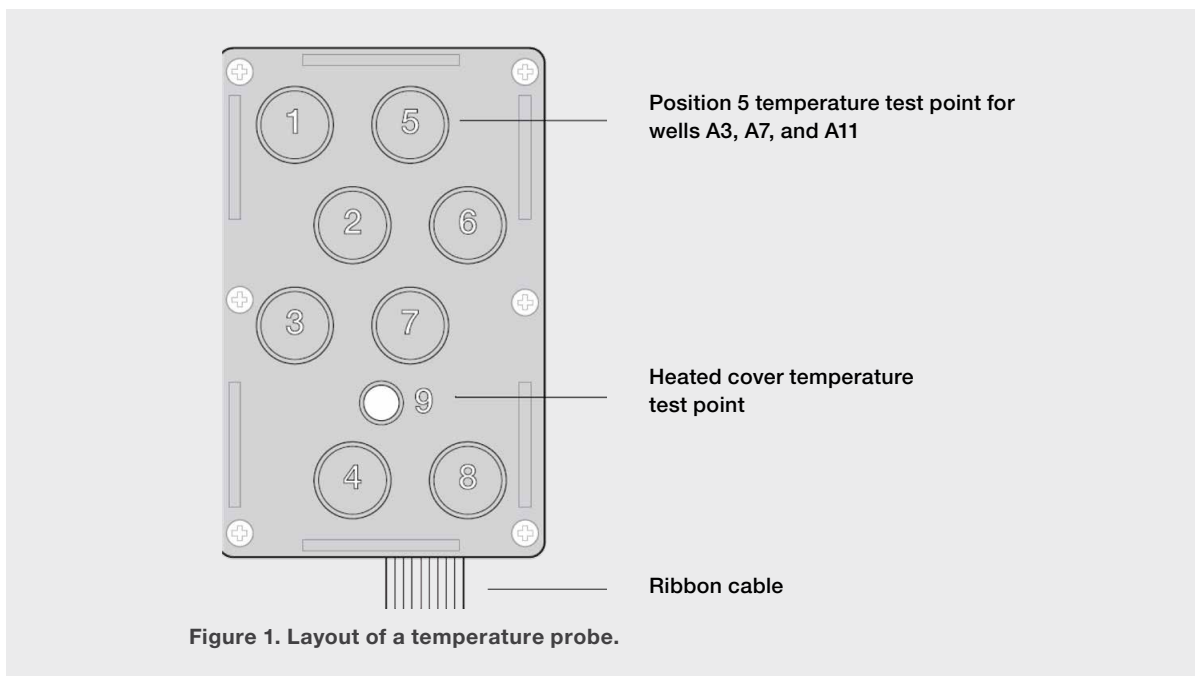 1 5
Position 5 temperature test point for
wells A3, A7, and A11
2 6
3 7
Heated cover temperature
test point
9
4 8
Ribbon cable
Figure 1. Layout of a temperature probe.